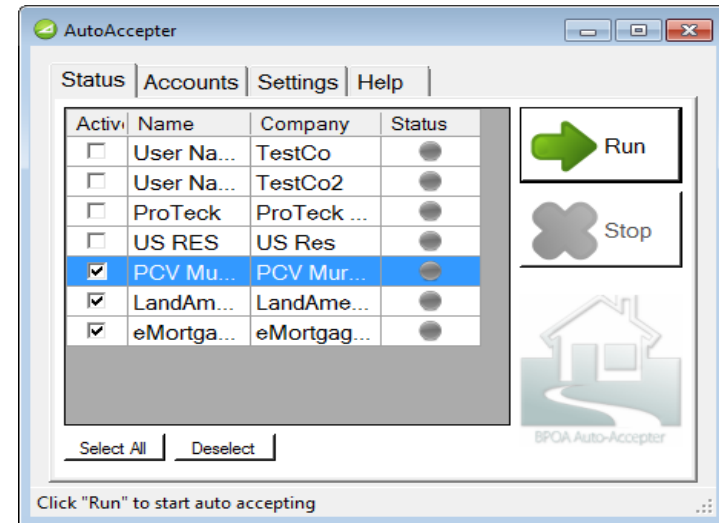 AutoAccepter
Status Accounts Settings Help
Activ Name Company Status
User Na... TestCo
User Na... TestCo2
ProTeck ProTeck ...
US RES US Res
PCV Mu... PCV Mur...
LandAm... LandAme...
eMortga... eMortgag...
Run
Stop
BPOA Auto-Accepter
Select All Deselect
Click "Run" to start auto accepting